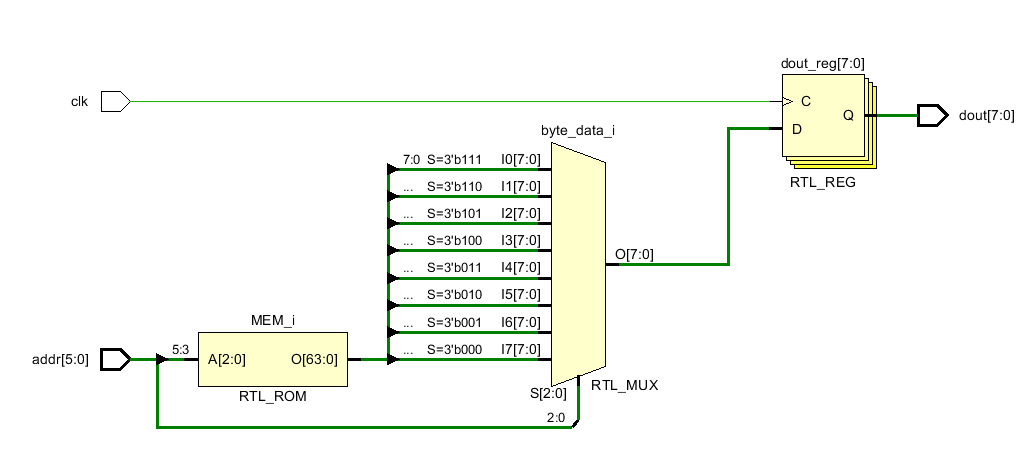 dout_reg[7:0]
clk
C
Q
dout[7:0]
D
byte_data_i
RTL_REG
7:0 S=3'b111 I0[7:0]
... S=3'b110 I1[7:0]
... S=3'b101 I2[7:0]
... S=3'b100 I3[7:0]
O[7:0]
... S=3'b011 I4[7:0]
... S=3'b010 I5[7:0]
MEM_i
... S=3'b001 I6[7:0]
addr[5:0]
5:3
A[2:0] O[63:0]
... S=3'b000 I7[7:0]
RTL_ROM
S[2:0]
RTL_MUX
2:0